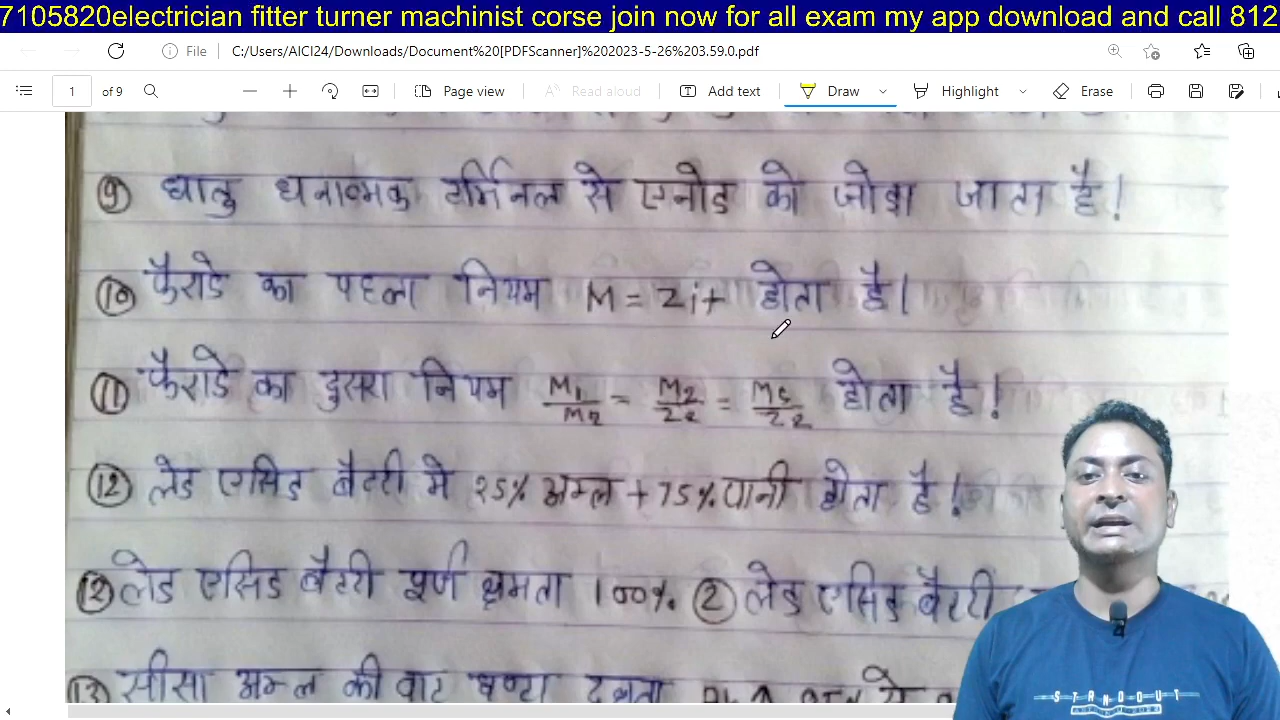 7105820electrician fitter turner machinist corse join now for all exam my app download and call 812
File C:/Users/AICI24/Downloads/Document%20[PDFScanner]%202023-5-26%203.59.0.pdf
1 of 9 Page view Read aloud Add text Draw Highlight Erase
9 धातु धनात्मक टर्मिनल से एनोड को जोड़ा जाता है!
10 फैराडे का पहला नियम M = Zit होता है।
11 फैराडे का दुसरा नियम M1/M2 = M2/Z2 = होता है!
12 लेड एसिड बैटरी मे 25% अम्ल + 75% पानी होता है!
लेड एसिड बैटरी पूर्ण क्षमता 100%. 2 लेड एसिड बैटरी
13 सीसा अम्ल की वाट घण्टा दक्षता
STANDOUT